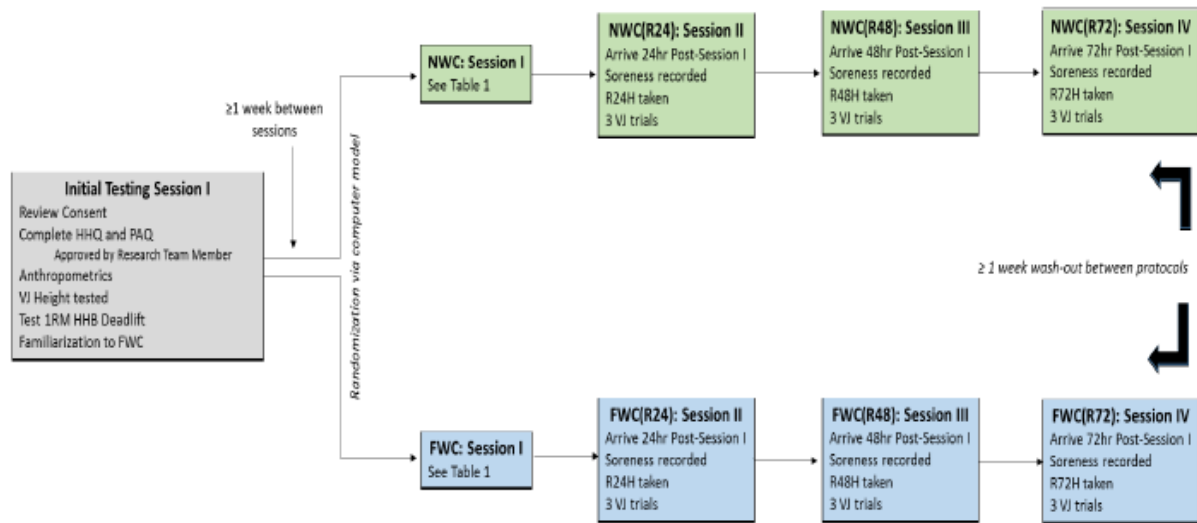 Initial Testing Session I
Review Consent
Complete HHQ and PAQ
Approved by Research Team Member
Anthropometrics
VJ Height tested
Test 1RM HHB Deadlift
Familiarization to FWC
≥1 week between
sessions
Randomization via computer model
NWC: Session I
See Table 1
NWC(R24): Session II
Arrive 24hr Post-Session I
Soreness recorded
R24H taken
3 VJ trials
NWC(R48): Session III
Arrive 48hr Post-Session I
Soreness recorded
R48H taken
3 VJ trials
NWC(R72): Session IV
Arrive 72hr Post-Session I
Soreness recorded
R72H taken
3 VJ trials
≥ 1 week wash-out between protocols
FWC: Session I
See Table 1
FWC(R24): Session II
Arrive 24hr Post-Session I
Soreness recorded
R24H taken
3 VJ trials
FWC(R48): Session III
Arrive 48hr Post-Session I
Soreness recorded
R48H taken
3 VJ trials
FWC(R72): Session IV
Arrive 72hr Post-Session I
Soreness recorded
R72H taken
3 VJ trials